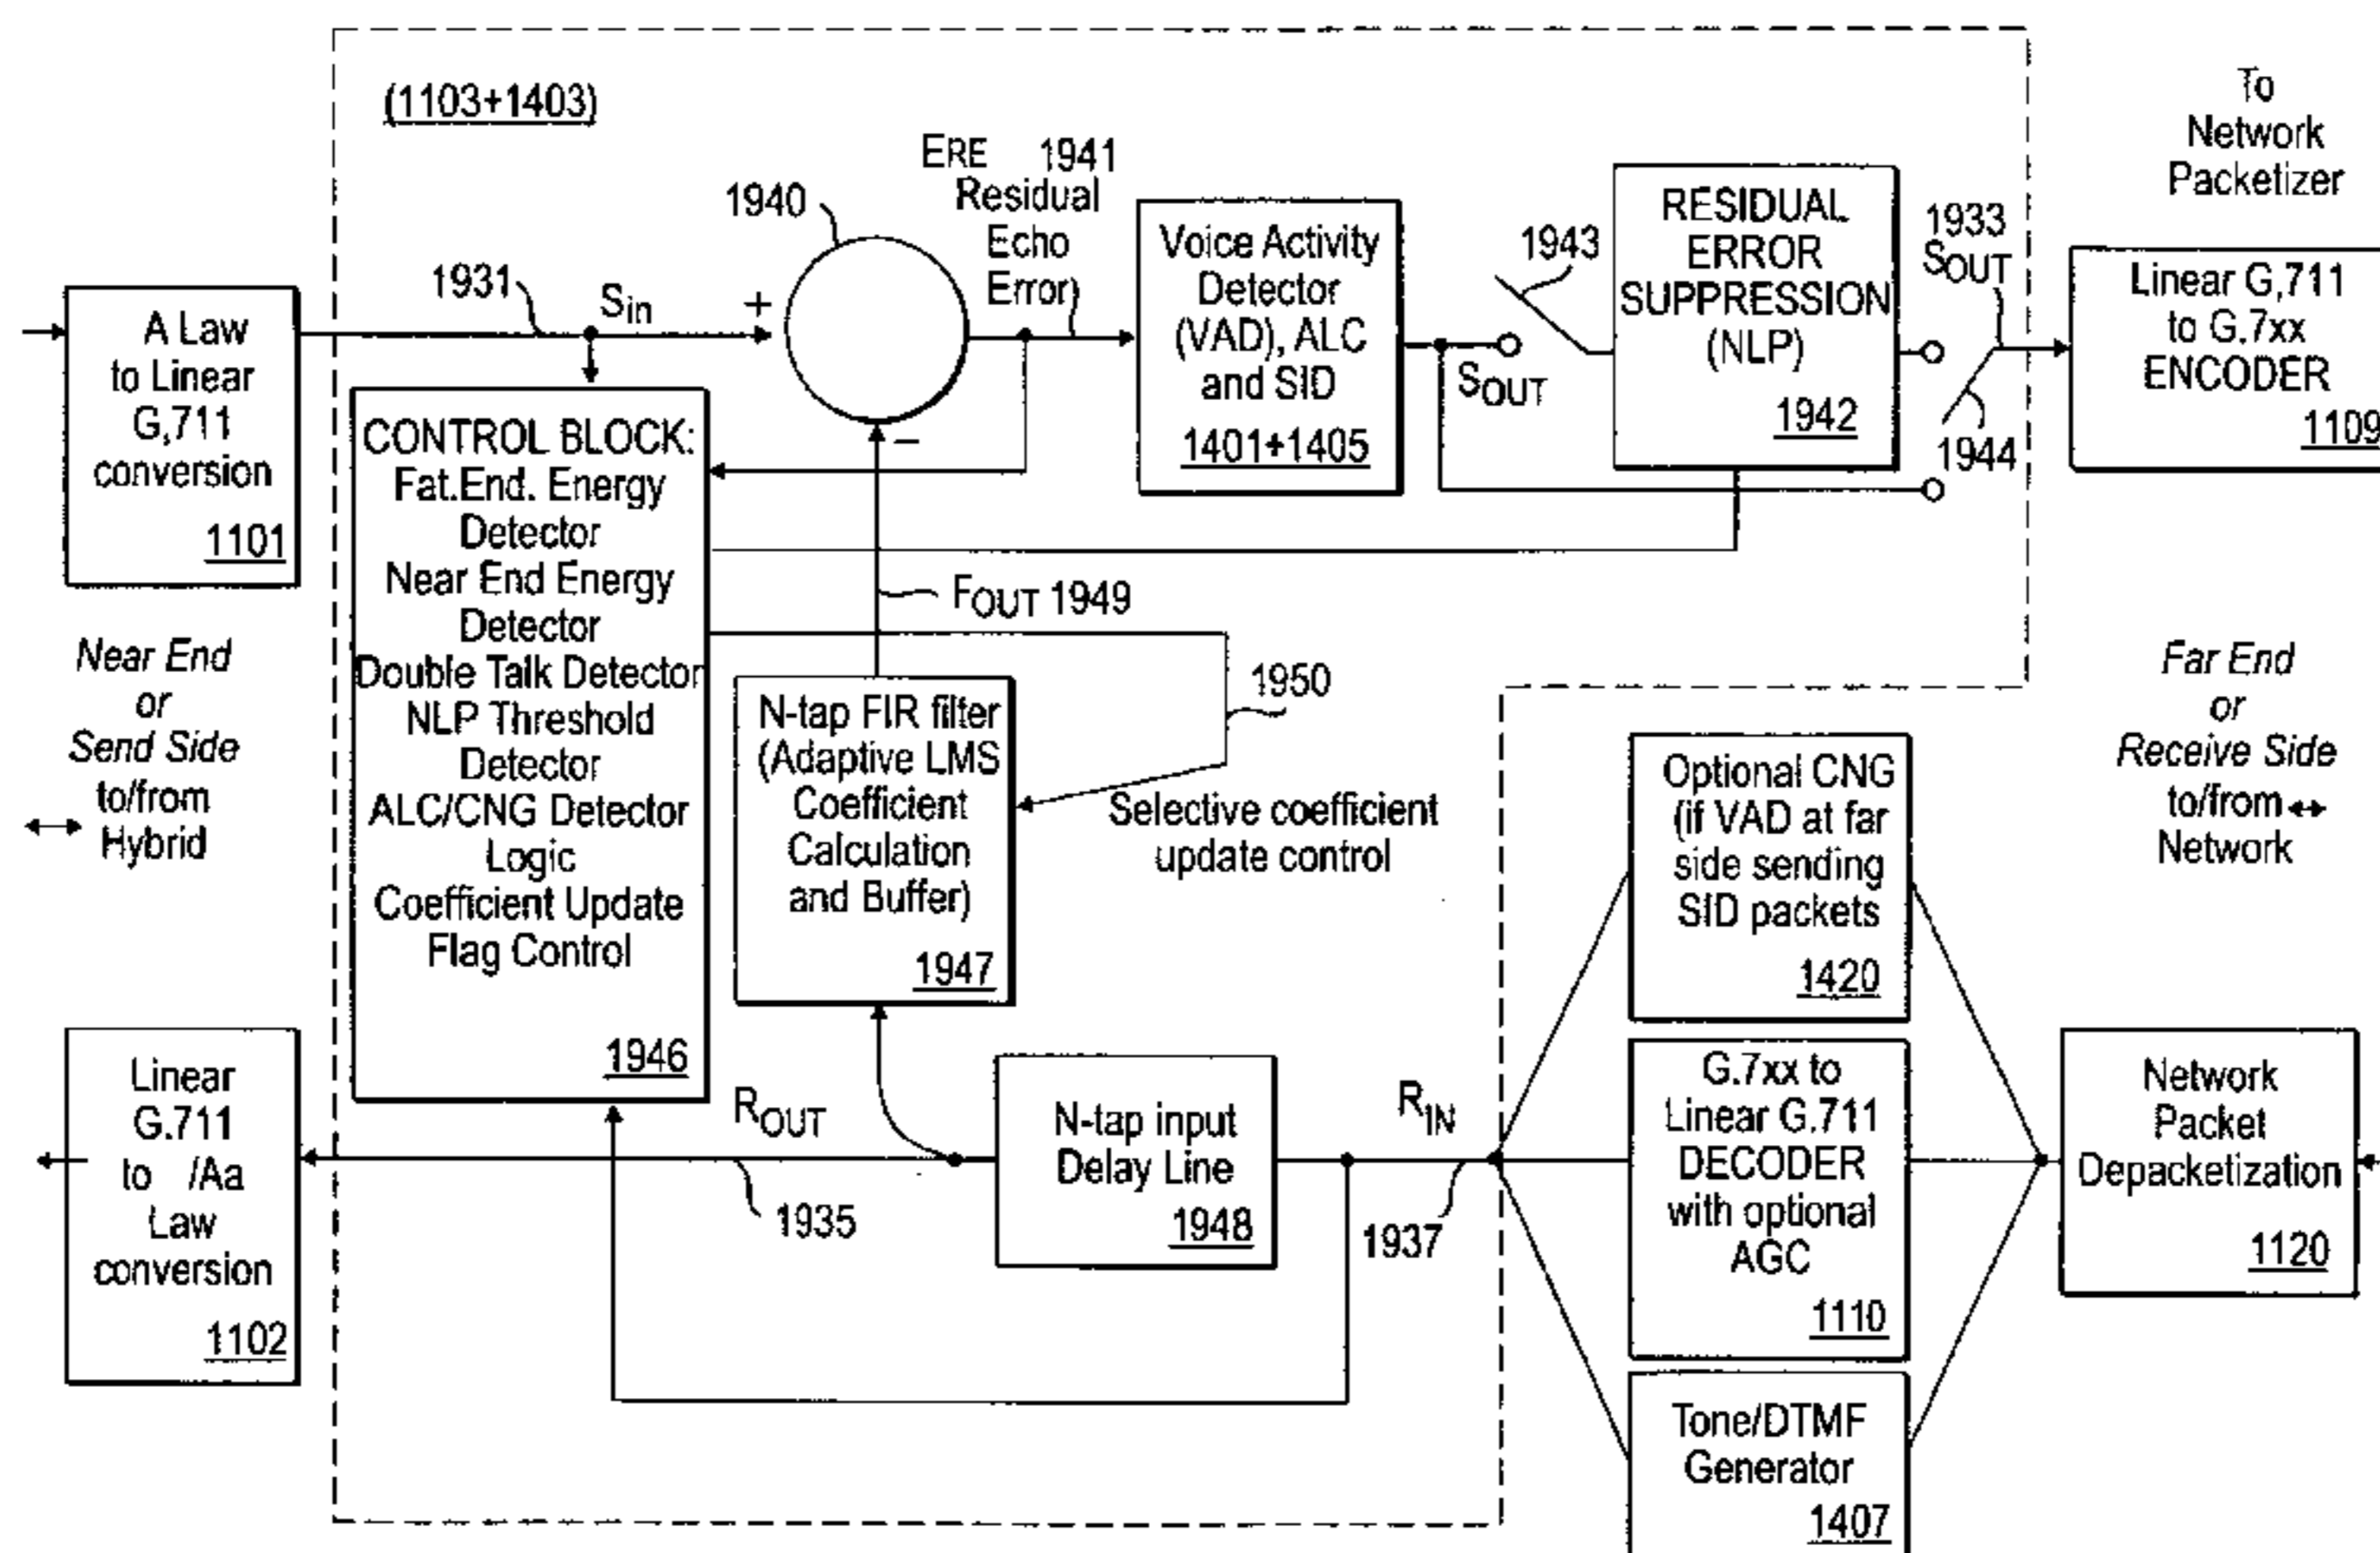 (1103+1403)
To
Network
Packetizer
ERE 1941
Residual
Echo
Error)
1940
1931
Sin
+
−
A Law
to Linear
G,711
conversion
1101
Voice Activity
Detector
(VAD), ALC
and SID
1401+1405
1943
SOUT
RESIDUAL
ERROR
SUPPRESSION
(NLP)
1942
1933
SOUT
1944
Linear G,711
to G.7xx
ENCODER
1109
CONTROL BLOCK:
Fat.End. Energy
Detector
Near End Energy
Detector
Double Talk Detector
NLP Threshold
Detector
ALC/CNG Detector
Logic
Coefficient Update
Flag Control
1946
FOUT 1949
Near End
or
Send Side
to/from
Hybrid
N-tap FIR filter
(Adaptive LMS
Coefficient
Calculation
and Buffer)
1947
1950
Selective coefficient
update control
Far End
or
Receive Side
to/from
Network
Optional CNG
(if VAD at far
side sending
SID packets
1420
Linear
G.711
to /Aa
Law
conversion
1102
ROUT
1935
N-tap input
Delay Line
1948
RIN
1937
G.7xx to
Linear G.711
DECODER
with optional
AGC
1110
Network
Packet
Depacketization
1120
Tone/DTMF
Generator
1407